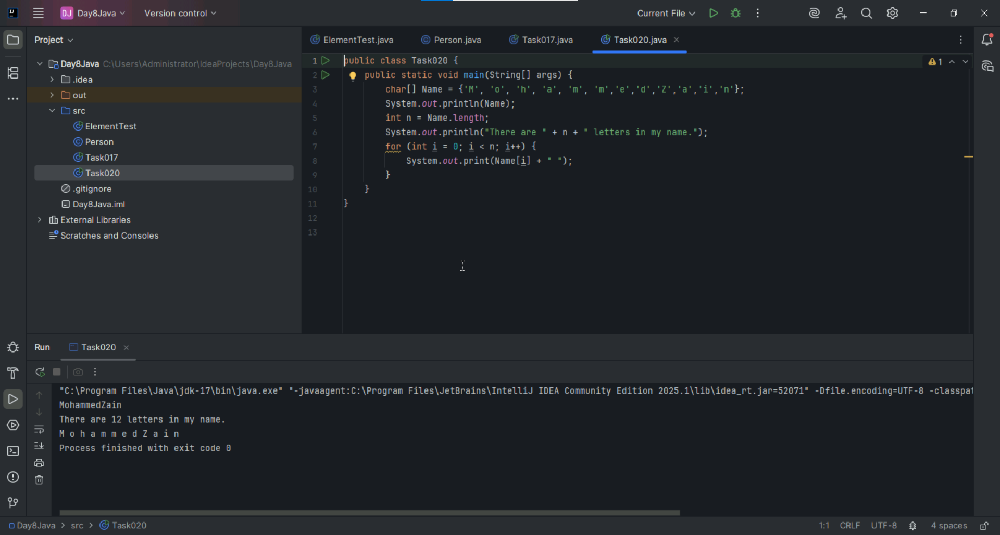 DJ Day8Java Version control Current File
Project
ElementTest.java Person.java Task017.java Task020.java
Day8Java C:\Users\Administrator\IdeaProjects\Day8Java
.idea
out
src
ElementTest
Person
Task017
Task020
.gitignore
Day8Java.iml
External Libraries
Scratches and Consoles
1 public class Task020 {
2 public static void main(String[] args) {
3 char[] Name = {'M', 'o', 'h', 'a', 'm', 'm','e','d','Z','a','i','n'};
4 System.out.println(Name);
5 int n = Name.length;
6 System.out.println("There are " + n + " letters in my name.");
7 for (int i = 0; i < n; i++) {
8 System.out.print(Name[i] + " ");
9 }
10 }
11 }
12
13
1
Run Task020
"C:\Program Files\Java\jdk-17\bin\java.exe" "-javaagent:C:\Program Files\JetBrains\IntelliJ IDEA Community Edition 2025.1\lib\idea_rt.jar=52071" -Dfile.encoding=UTF-8 -classpat
MohammedZain
There are 12 letters in my name.
M o h a m m e d Z a i n
Process finished with exit code 0
Day8Java > src > Task020 1:1 CRLF UTF-8 4 spaces